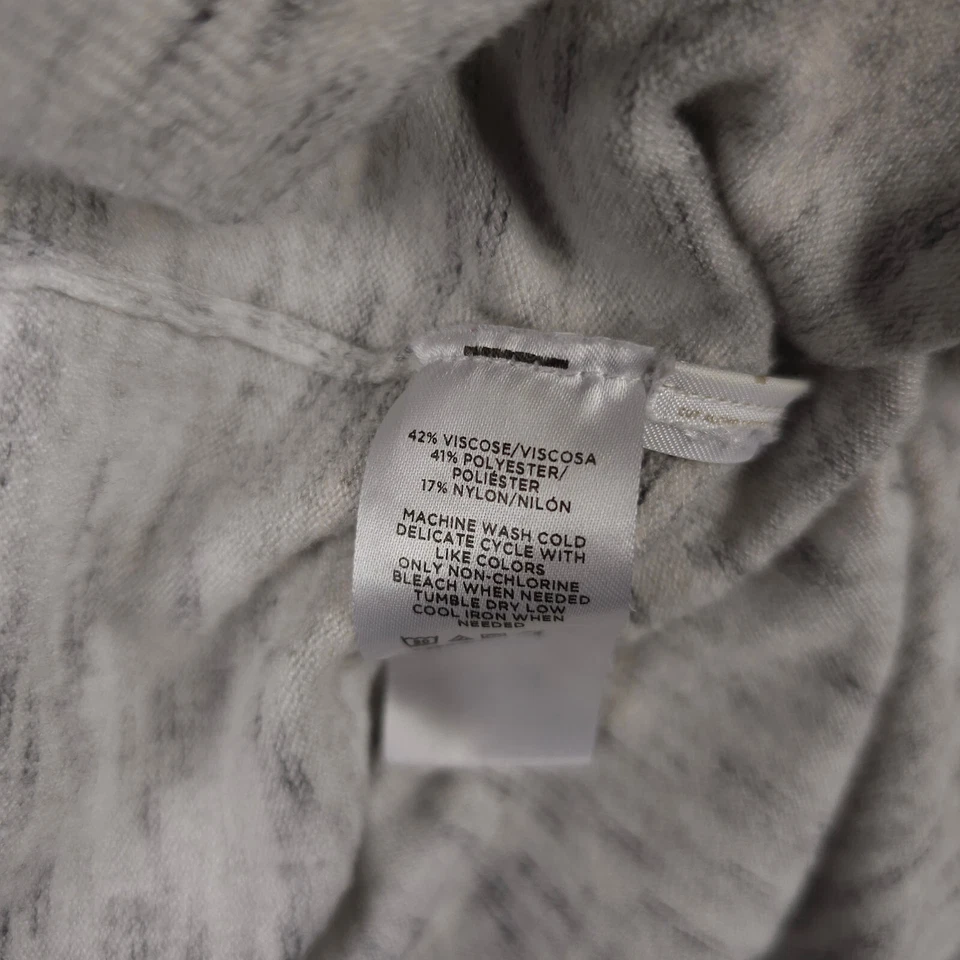 42% VISCOSE/VISCOSA
41% POLYESTER/
POLIÉSTER
17% NYLON/NILÓN
MACHINE WASH COLD
DELICATE CYCLE WITH
LIKE COLORS
ONLY NON-CHLORINE
BLEACH WHEN NEEDED
TUMBLE DRY LOW
COOL IRON WHEN
NEEDED